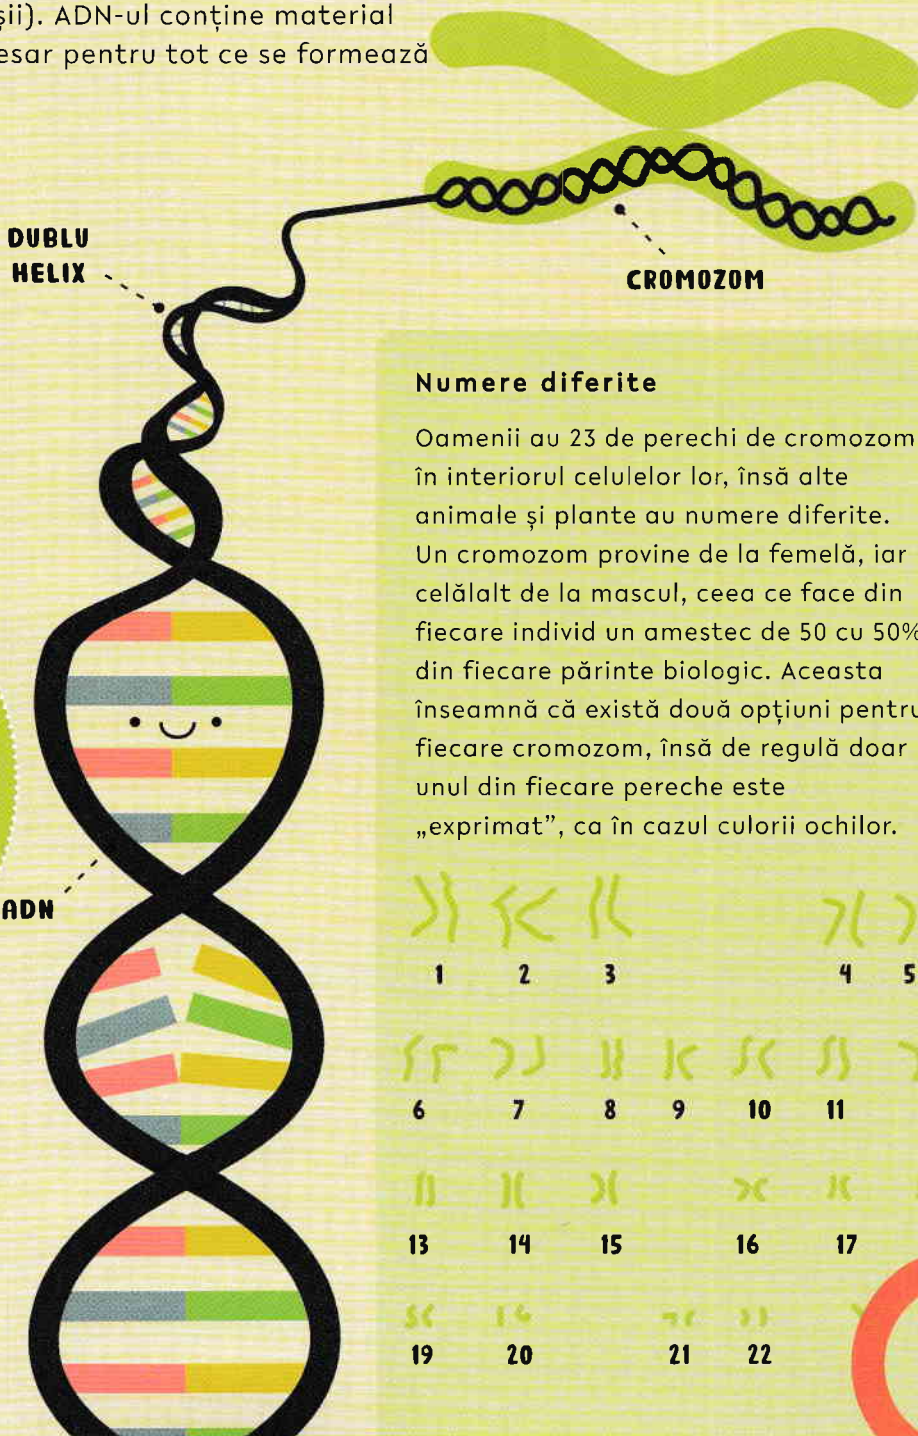 șii). ADN-ul conține material
esar pentru tot ce se formează
DUBLU
HELIX
CROMOZOM
Numere diferite
Oamenii au 23 de perechi de cromozom
în interiorul celulelor lor, însă alte
animale și plante au numere diferite.
Un cromozom provine de la femelă, iar
celălalt de la mascul, ceea ce face din
fiecare individ un amestec de 50 cu 50%
din fiecare părinte biologic. Aceasta
înseamnă că există două opțiuni pentru
fiecare cromozom, însă de regulă doar
unul din fiecare pereche este
„exprimat”, ca în cazul culorii ochilor.
ADN
1 2 3 4 5
6 7 8 9 10 11
13 14 15 16 17
19 20 21 22